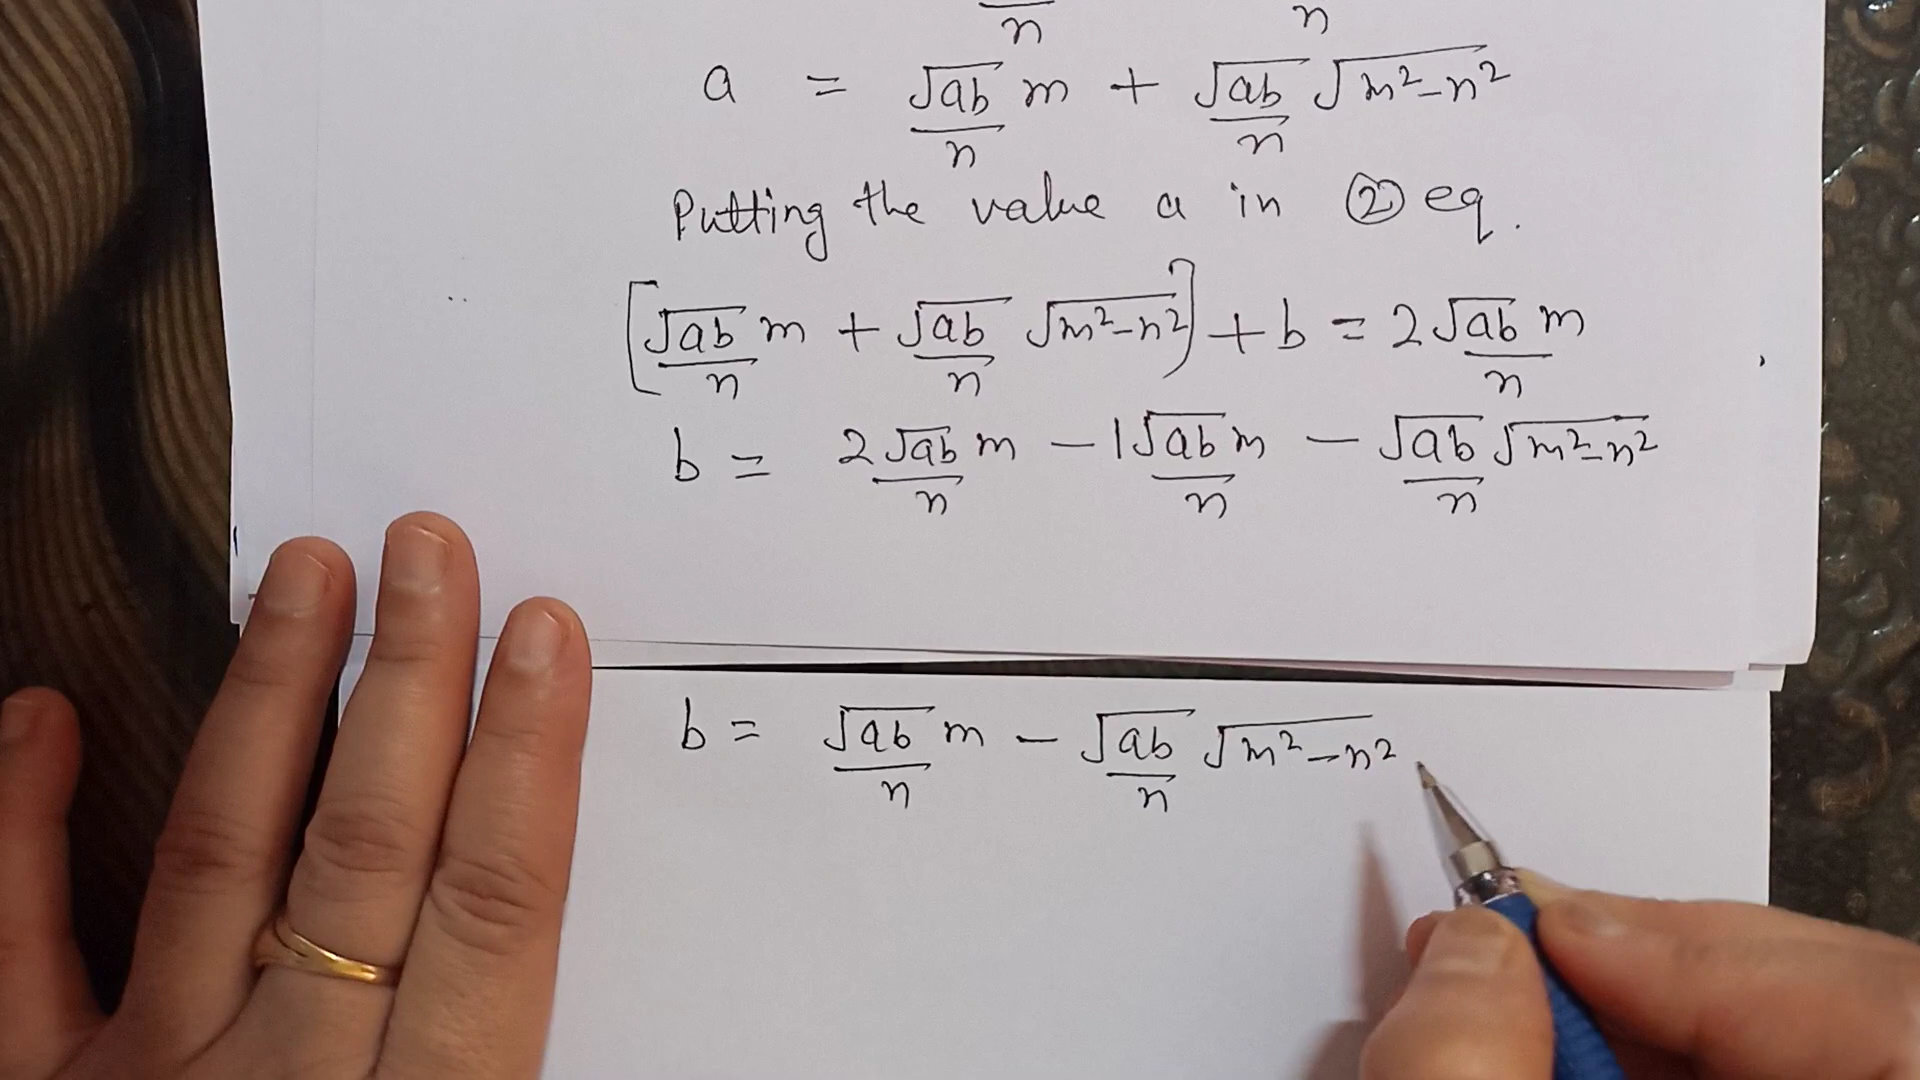 n n
a = √ab/n m + √ab/n √m²-n²
Putting the value a in ② eq.
[√ab/n m + √ab/n √m²-n²] + b = 2√ab/n m
b = 2√ab/n m - 1√ab/n m - √ab/n √m²-n²
b = √ab/n m - √ab/n √m²-n²